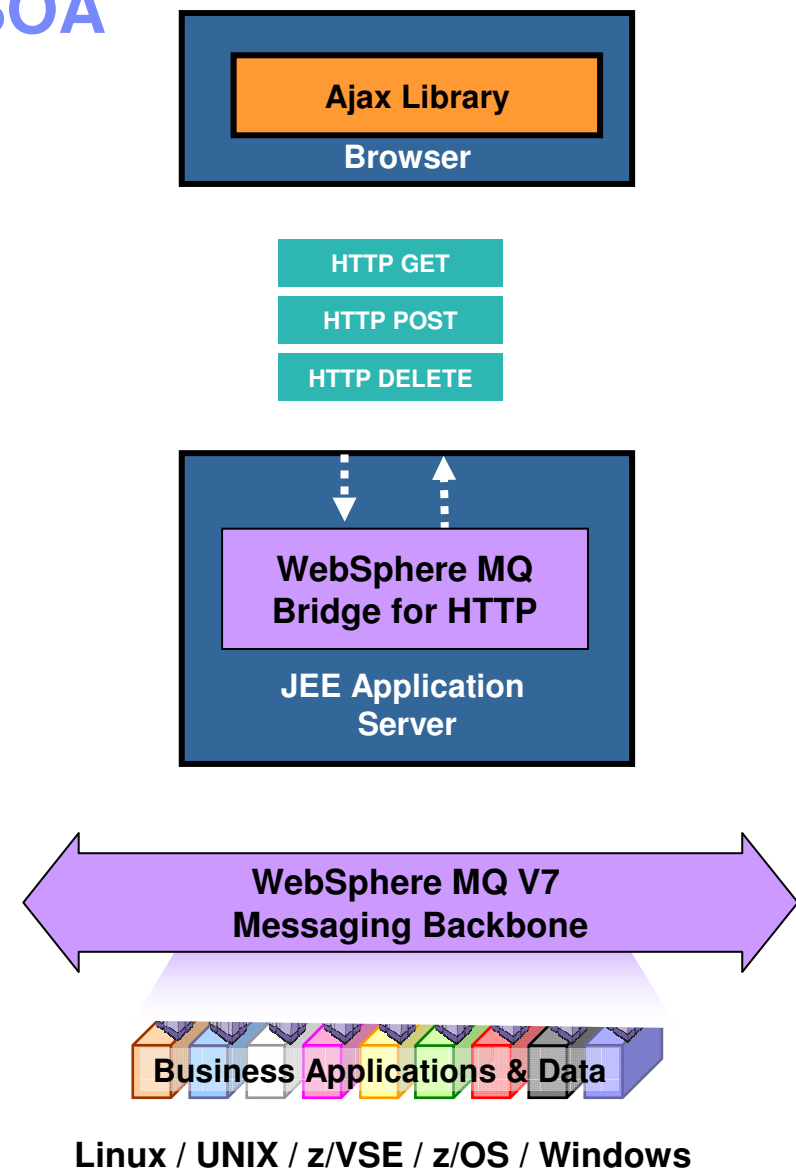 SOA
Ajax Library
Browser
HTTP GET
HTTP POST
HTTP DELETE
WebSphere MQ
Bridge for HTTP
JEE Application
Server
WebSphere MQ V7
Messaging Backbone
Business Applications & Data
Linux / UNIX / z/VSE / z/OS / Windows